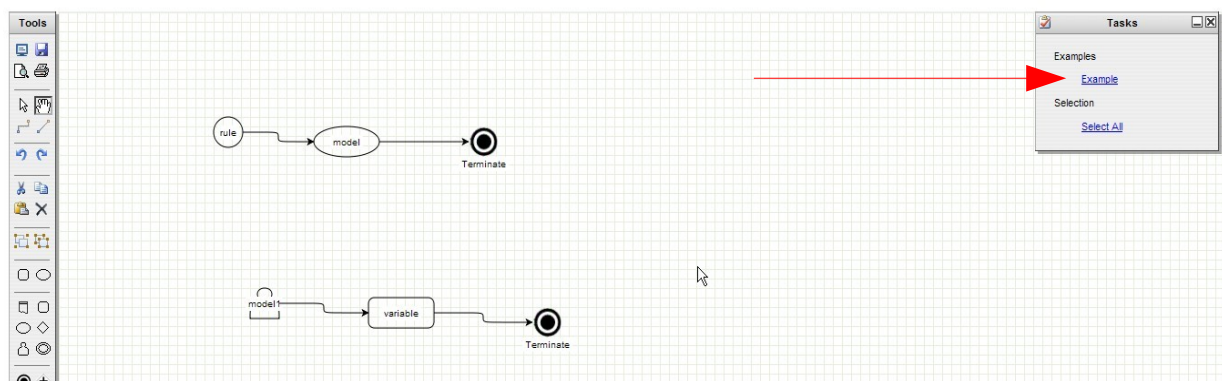 Tools
Tasks
Examples
Example
Selection
Select All
rule
model
Terminate
model1
variable
Terminate